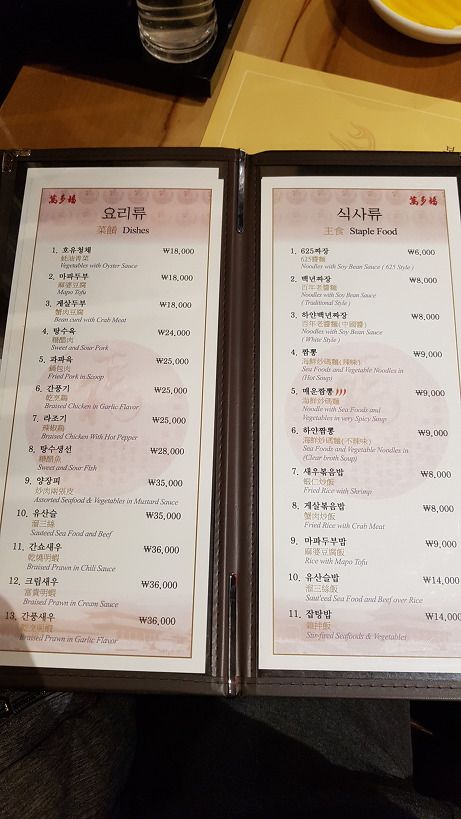 萬多福
요리류
菜餚 Dishes
1. 호유청채 ₩18,000
蚝油青菜
Vegetables with Oyster Sauce
2. 마파두부 ₩18,000
麻婆豆腐
Mapo Tofu
3. 게살두부 ₩18,000
蟹肉豆腐
Bean curd with Crab Meat
4. 탕수육 ₩24,000
糖醋肉
Sweet and Sour Pork
5. 꽈꽈육 ₩25,000
鍋包肉
Fried Pork in Scoop
6. 간풍기 ₩25,000
乾烹鷄
Braised Chicken in Garlic Flavor
7. 라조기 ₩25,000
辣椒鷄
Braised Chicken With Hot Pepper
8. 탕수생선 ₩28,000
糖醋魚
Sweet and Sour Fish
9. 양장피 ₩35,000
炒肉兩張皮
Assorted Seafood & Vegetables in Mustard Sauce
10. 유산슬 ₩35,000
溜三絲
Sauteed Sea Food and Beef
11. 간쇼새우 ₩36,000
乾燒明蝦
Braised Prawn in Chili Sauce
12. 크림새우 ₩36,000
富貴明蝦
Braised Prawn in Cream Sauce
13. 간풍새우 ₩36,000
乾烹明蝦
Braised Prawn in Garlic Flavor
萬多福
식사류
主食 Staple Food
1. 625짜장 ₩6,000
625醬麵
Noodles with Soy Bean Sauce ( 625 Style )
2. 백년짜장 ₩8,000
百年老醬麵
Noodles with Soy Bean Sauce
(Traditional Style )
3. 하얀백년짜장 ₩8,000
百年老醬麵(中國醬)
Noodles with Soy Bean Sauce
( White Style )
4. 짬뽕 ₩9,000
海鮮炒碼麵(辣味)
Sea Foods and Vegetable Noodles in
(Hot Soup)
5. 매운짬뽕 ₩9,000
海鮮炒碼麵
Noodle with Sea Foods and
Vegetables in very Spicy Soup
6. 하얀짬뽕 ₩9,000
海鮮炒碼麵(不辣味)
Sea Foods and Vegetable Noodles in
(Clear broth Soup)
7. 새우볶음밥 ₩8,000
蝦仁炒飯
Fried Rice with Shrimp
8. 게살볶음밥 ₩8,000
蟹肉炒飯
Fried Rice with Crab Meat
9. 마파두부밥 ₩9,000
麻婆豆腐飯
Rice with Mapo Tofu
10. 유산슬밥 ₩14,000
溜三絲飯
Saut'eed Sea Food and Beef over Rice
11. 잡탕밥 ₩14,000
雜拌飯
Stir-fired Seafoods & Vegetables